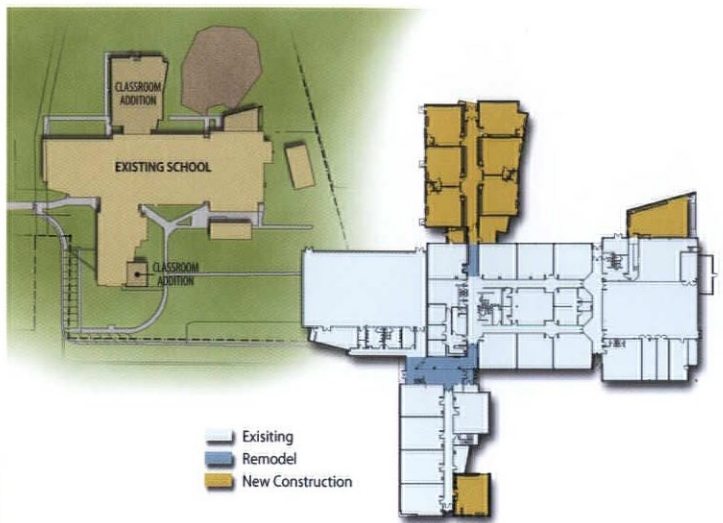 CLASSROOM
ADDITION
EXISTING SCHOOL
CLASSROOM
ADDITION
Exisiting
Remodel
New Construction